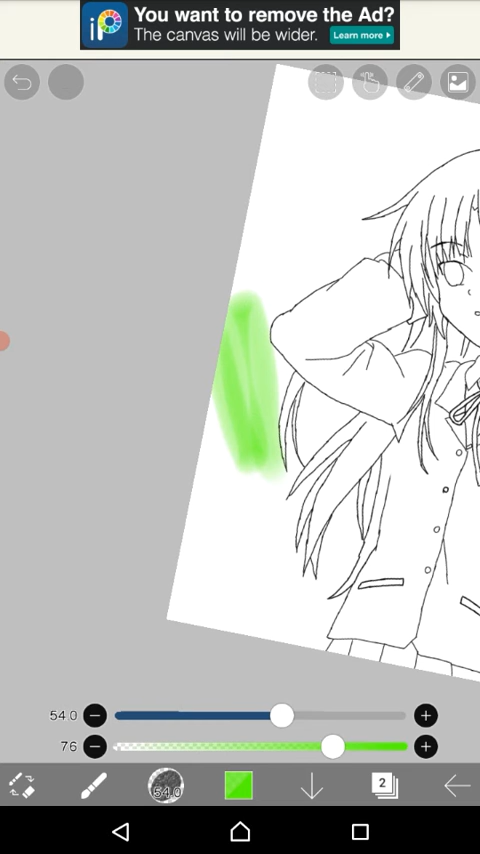 You want to remove the Ad?
The canvas will be wider.
Learn more
iP
54.0
76
54.0
2